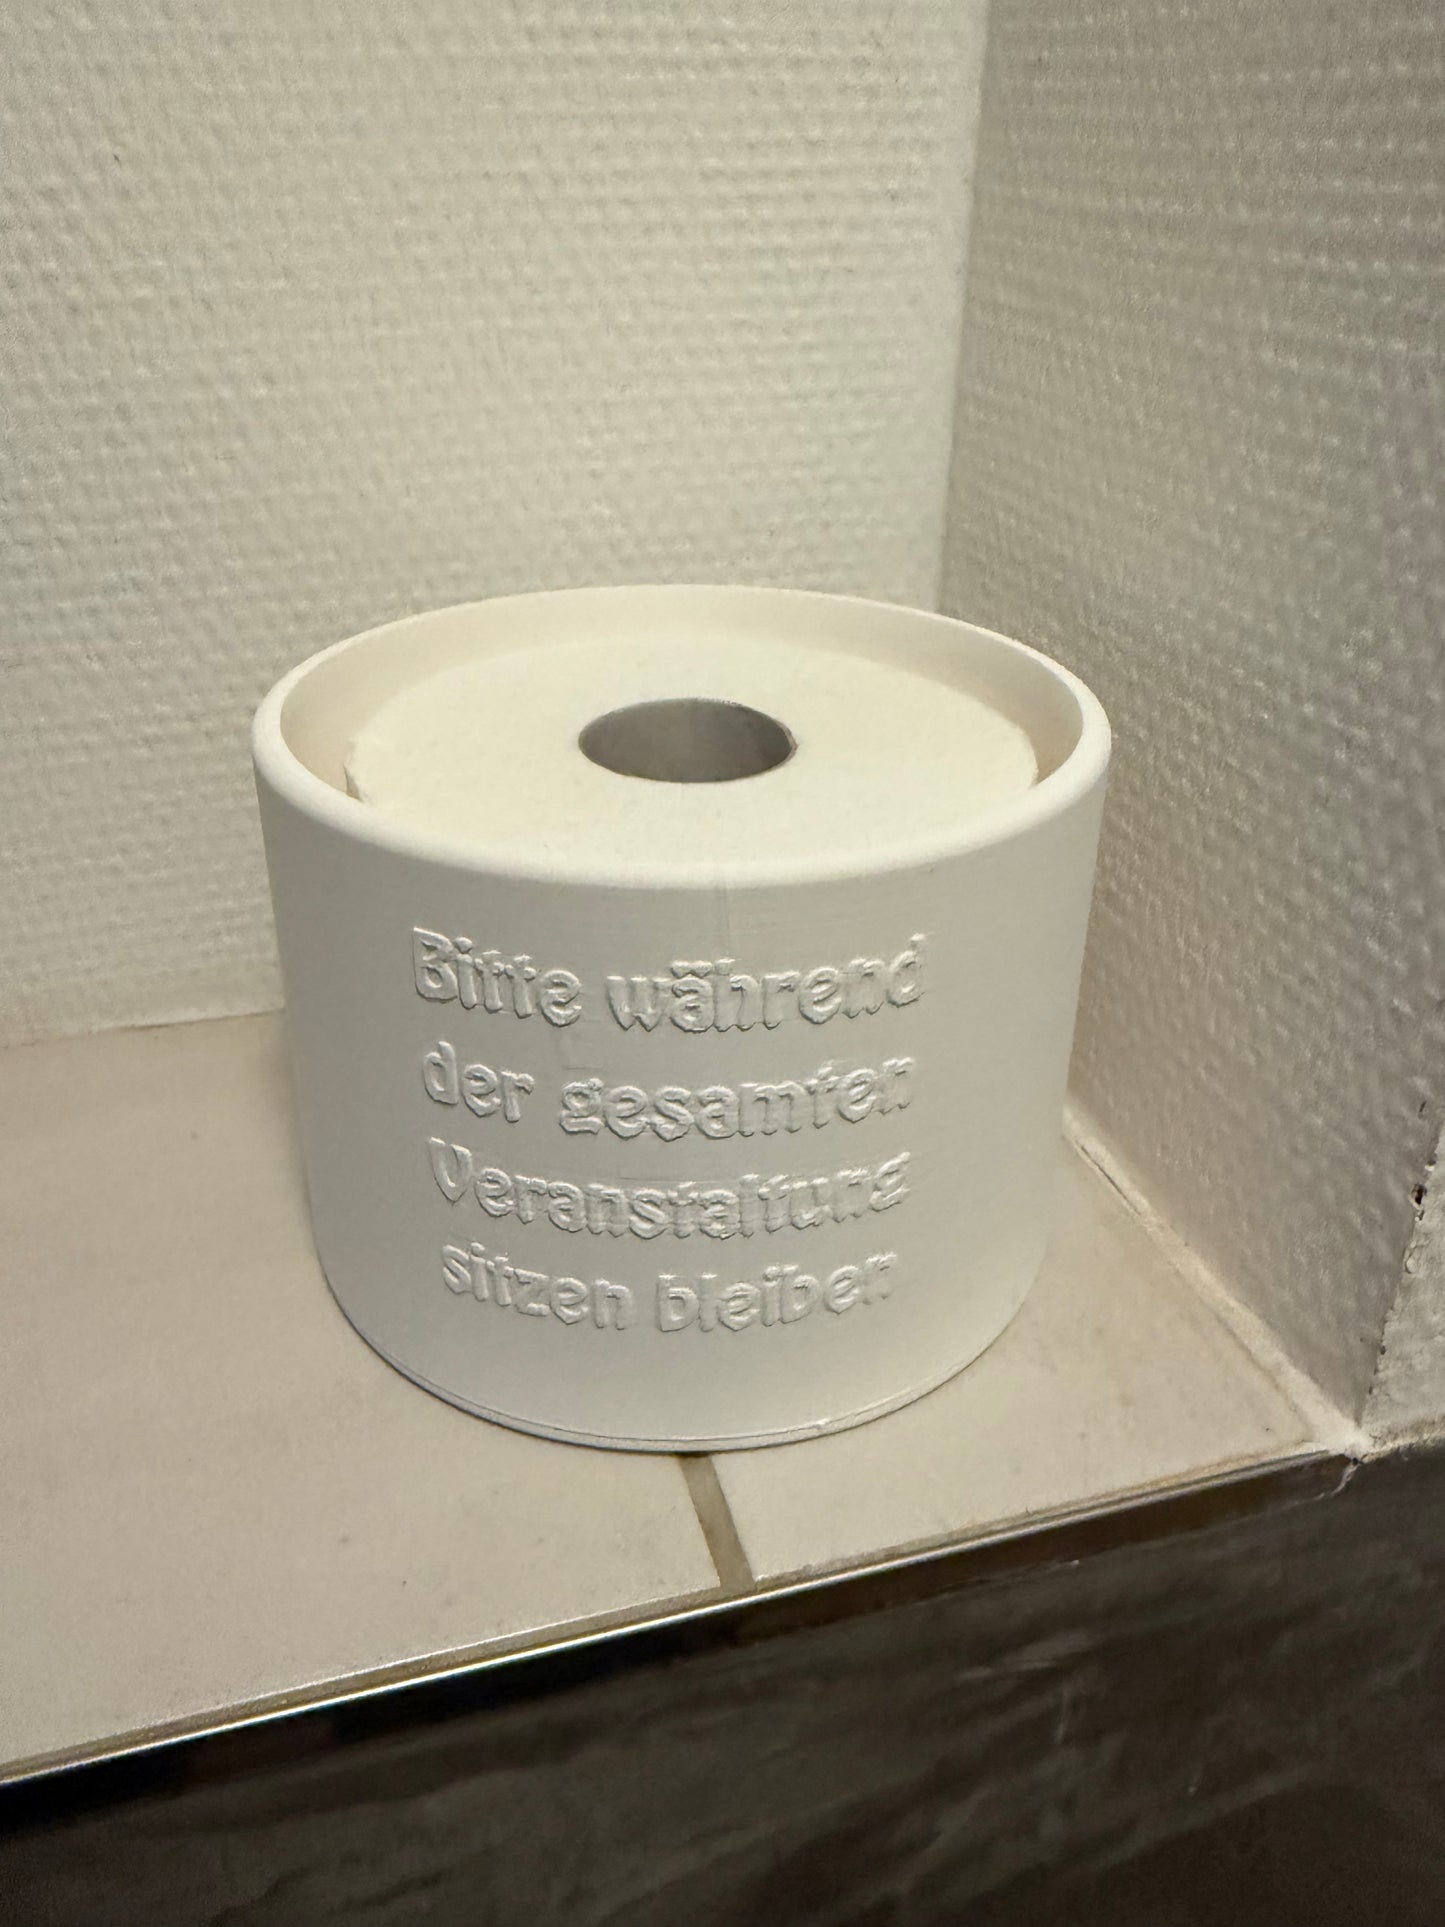 Bitte während
der gesamten
Veranstaltung
sitzen bleiben